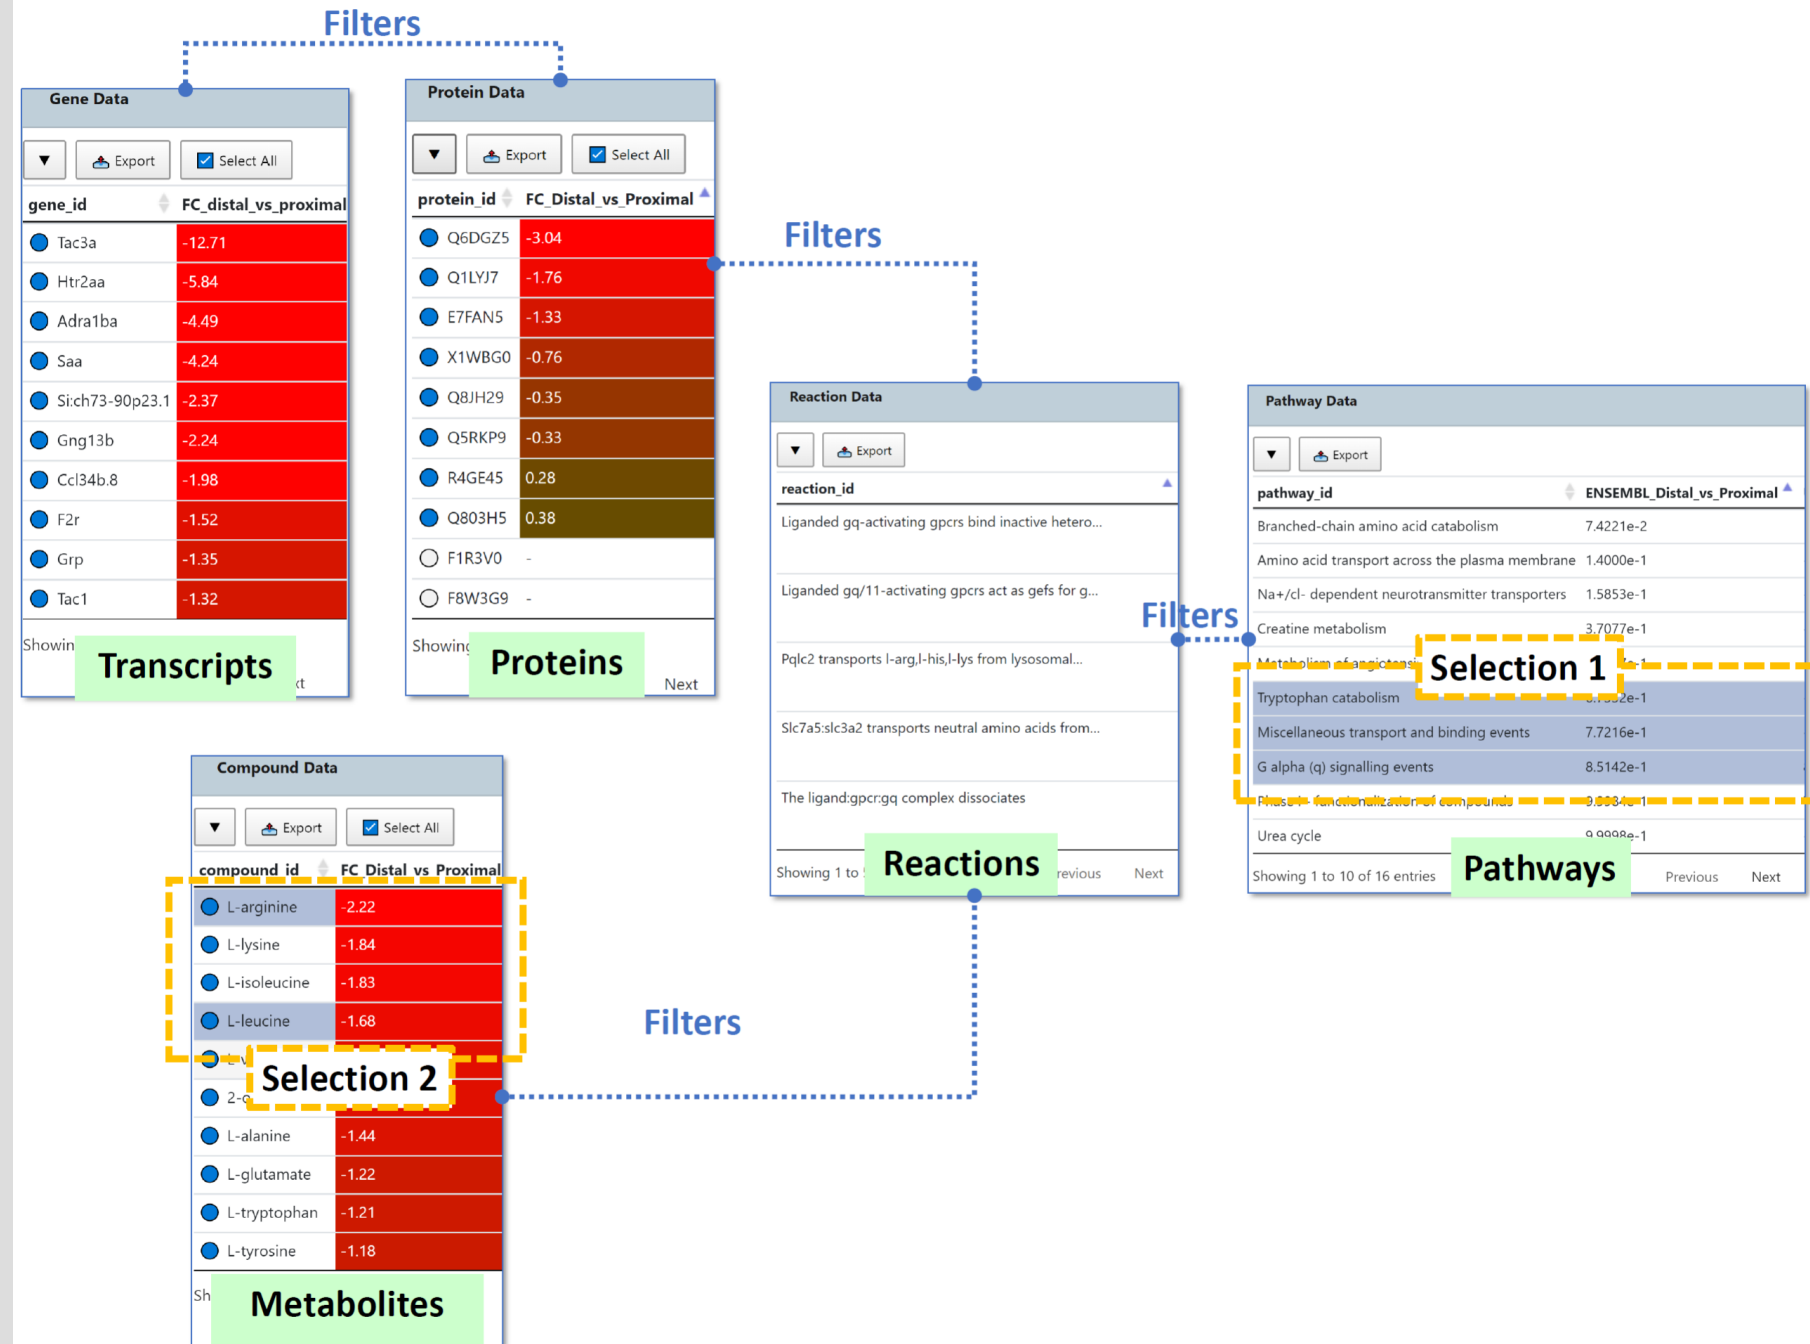 Filters
Gene Data
▼ Export Select All
gene_id FC_distal_vs_proximal
Tac3a -12.71
Htr2aa -5.84
Adra1ba -4.49
Saa -4.24
Si:ch73-90p23.1 -2.37
Gng13b -2.24
Ccl34b.8 -1.98
F2r -1.52
Grp -1.35
Tac1 -1.32
Transcripts
Protein Data
▼ Export Select All
protein_id FC_Distal_vs_Proximal
Q6DGZ5 -3.04
Q1LYJ7 -1.76
E7FAN5 -1.33
X1WBG0 -0.76
Q8JH29 -0.35
Q5RKP9 -0.33
R4GE45 0.28
Q803H5 0.38
F1R3V0 -
F8W3G9 -
Showing
Proteins
Next
Filters
Reaction Data
▼ Export
reaction_id
Liganded gq-activating gpcrs bind inactive hetero...
Liganded gq/11-activating gpcrs act as gefs for g...
Pqlc2 transports l-arg,l-his,l-lys from lysosomal...
Slc7a5:slc3a2 transports neutral amino acids from...
The ligand:gpcr:gq complex dissociates
Showing 1 to
Reactions
Next
Filters
Pathway Data
▼ Export
pathway_id ENSEMBL_Distal_vs_Proximal
Branched-chain amino acid catabolism 7.4221e-2
Amino acid transport across the plasma membrane 1.4000e-1
Na+/cl- dependent neurotransmitter transporters 1.5853e-1
Creatine metabolism 3.7077e-1
Metabolism of
Selection 1
Tryptophan catabolism
Miscellaneous transport and binding events 7.7216e-1
G alpha (q) signalling events 8.5142e-1
Phase I - functionalization of compounds
Urea cycle 9.9998e-1
Showing 1 to 10 of 16 entries Previous Next
Pathways
Compound Data
▼ Export Select All
compound_id FC_Distal_vs_Proximal
L-arginine -2.22
L-lysine -1.84
L-isoleucine -1.83
L-leucine -1.68
Selection 2
L-alanine -1.44
L-glutamate -1.22
L-tryptophan -1.21
L-tyrosine -1.18
Metabolites
Filters